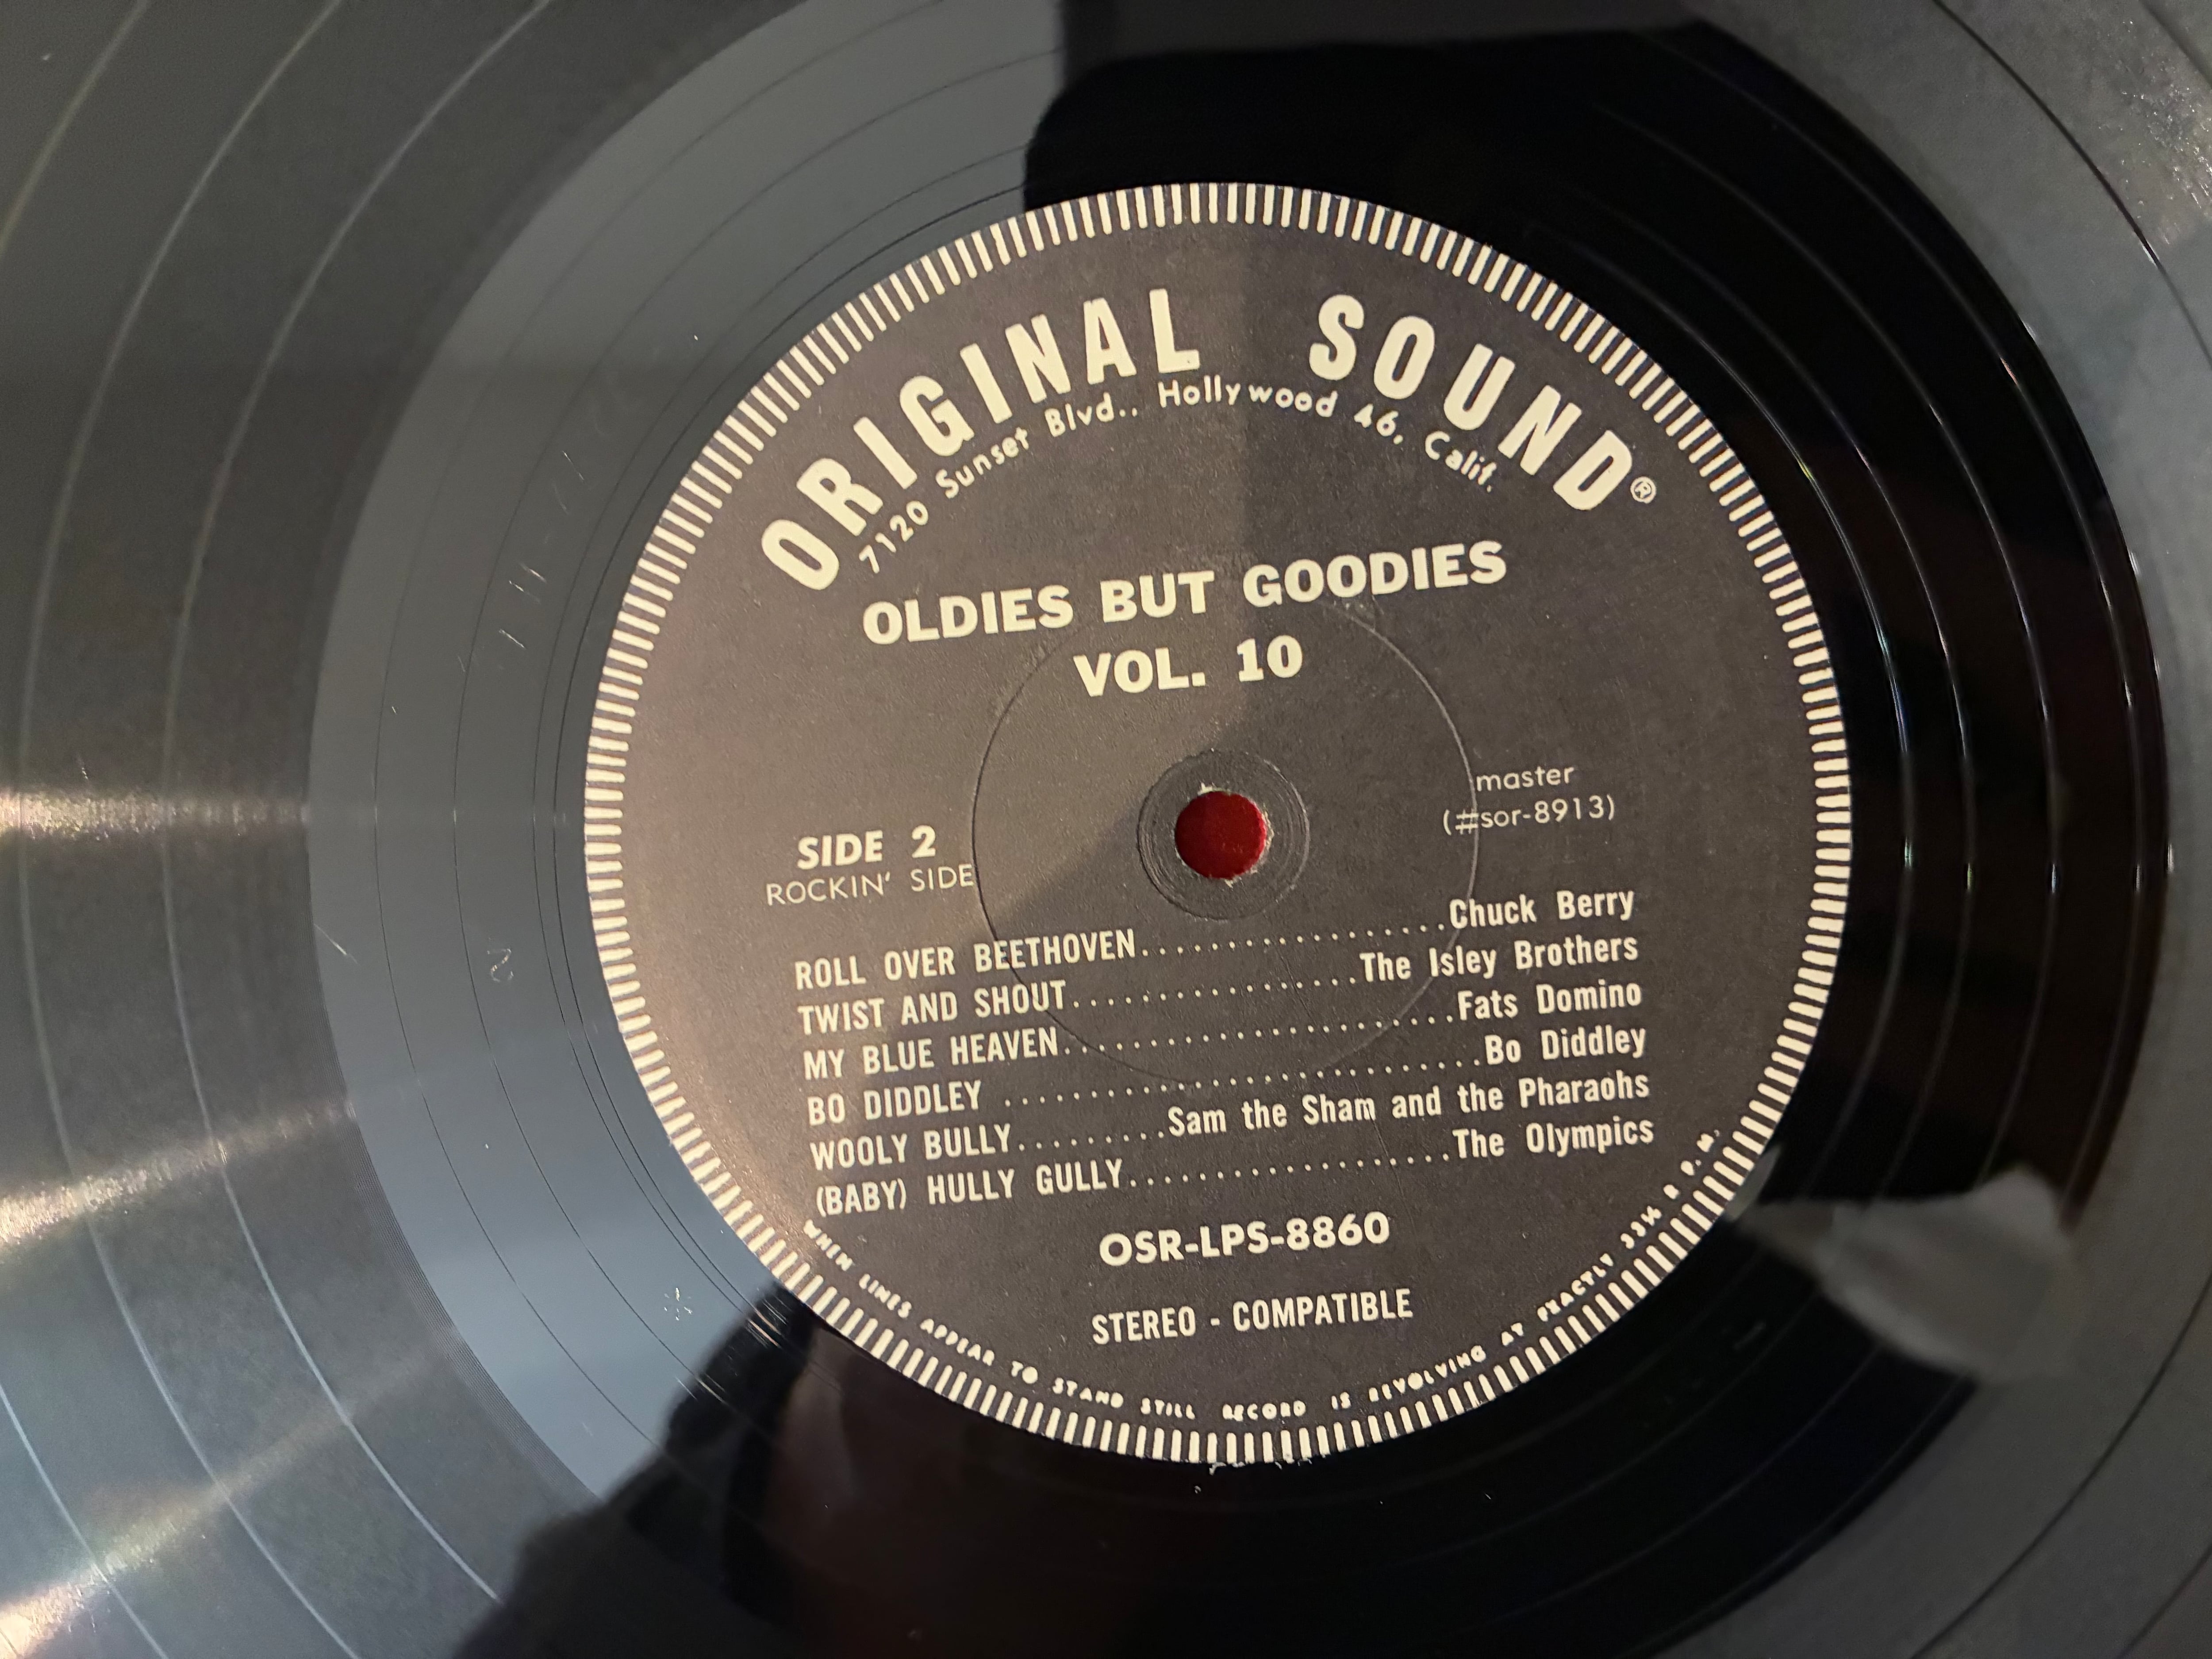 ORIGINAL SOUND®
7120 Sunset Blvd., Hollywood 46, Calif.
OLDIES BUT GOODIES
VOL. 10
master
(#sor-8913)
SIDE 2
ROCKIN' SIDE
ROLL OVER BEETHOVEN..................Chuck Berry
TWIST AND SHOUT.................The Isley Brothers
MY BLUE HEAVEN........................Fats Domino
BO DIDDLEY .............................Bo Diddley
WOOLY BULLY.........Sam the Sham and the Pharaohs
(BABY) HULLY GULLY....................The Olympics
OSR-LPS-8860
STEREO - COMPATIBLE
WHEN LINES APPEAR TO STAND STILL RECORD IS REVOLVING AT EXACTLY 33⅓ R.P.M.
2